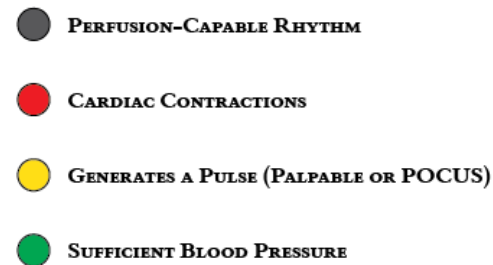 Perfusion-Capable Rhythm
Cardiac Contractions
Generates a Pulse (Palpable or POCUS)
Sufficient Blood Pressure